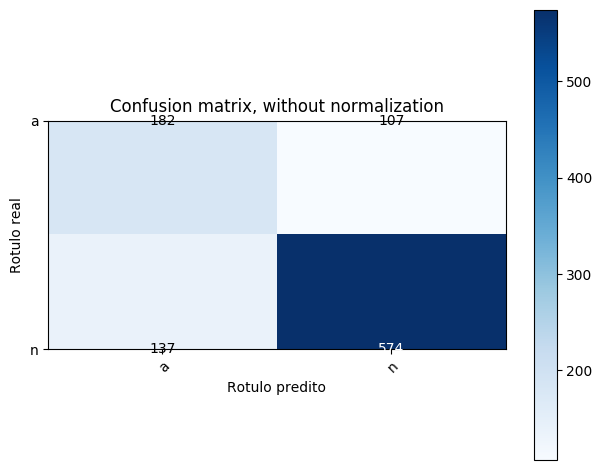 Confusion matrix, without normalization
a
182 107
Rotulo real
n
137 574
a n
Rotulo predito
500
400
300
200